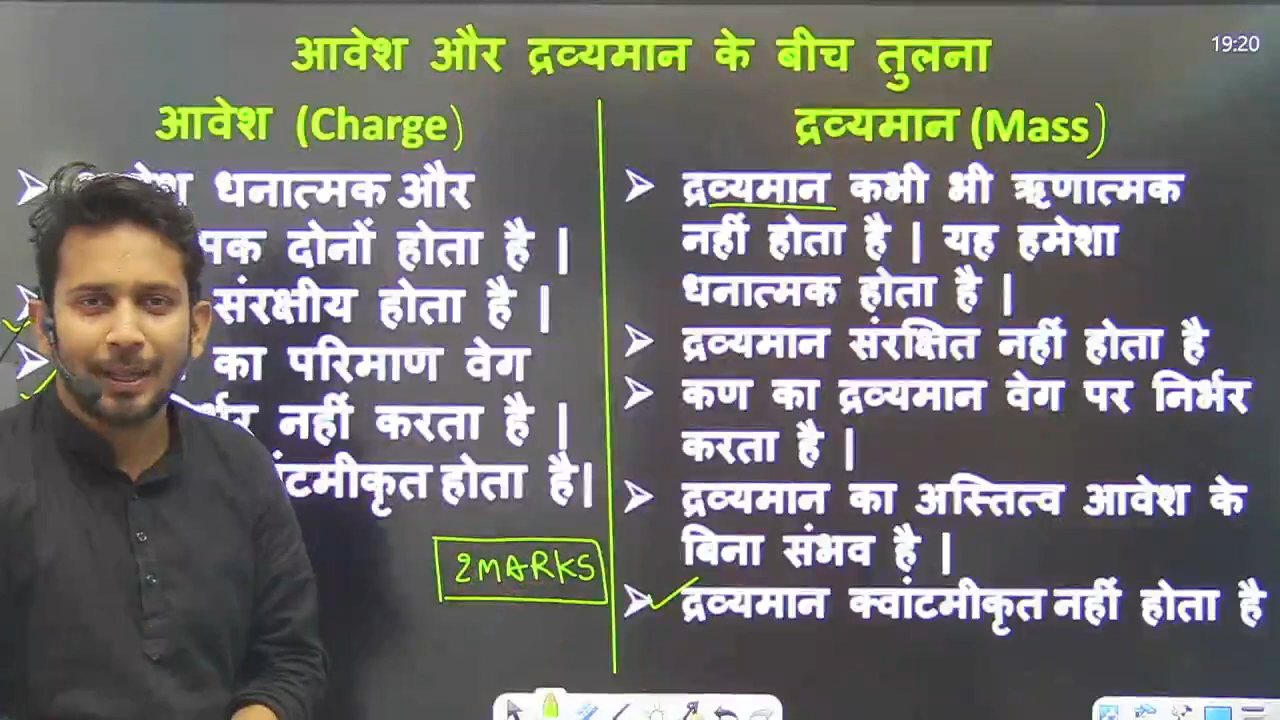 आवेश और द्रव्यमान के बीच तुलना
19:20
आवेश (Charge)
धनात्मक और
दोनों होता है |
संरक्षीय होता है |
का परिमाण वेग
नहीं करता है |
होता है|
2MARKS
द्रव्यमान (Mass)
द्रव्यमान कभी भी ऋणात्मक
नहीं होता है | यह हमेशा
धनात्मक होता है |
द्रव्यमान संरक्षित नहीं होता है
कण का द्रव्यमान वेग पर निर्भर
करता है |
द्रव्यमान का अस्तित्व आवेश के
बिना संभव है |
द्रव्यमान क्वांटमीकृत नहीं होता है